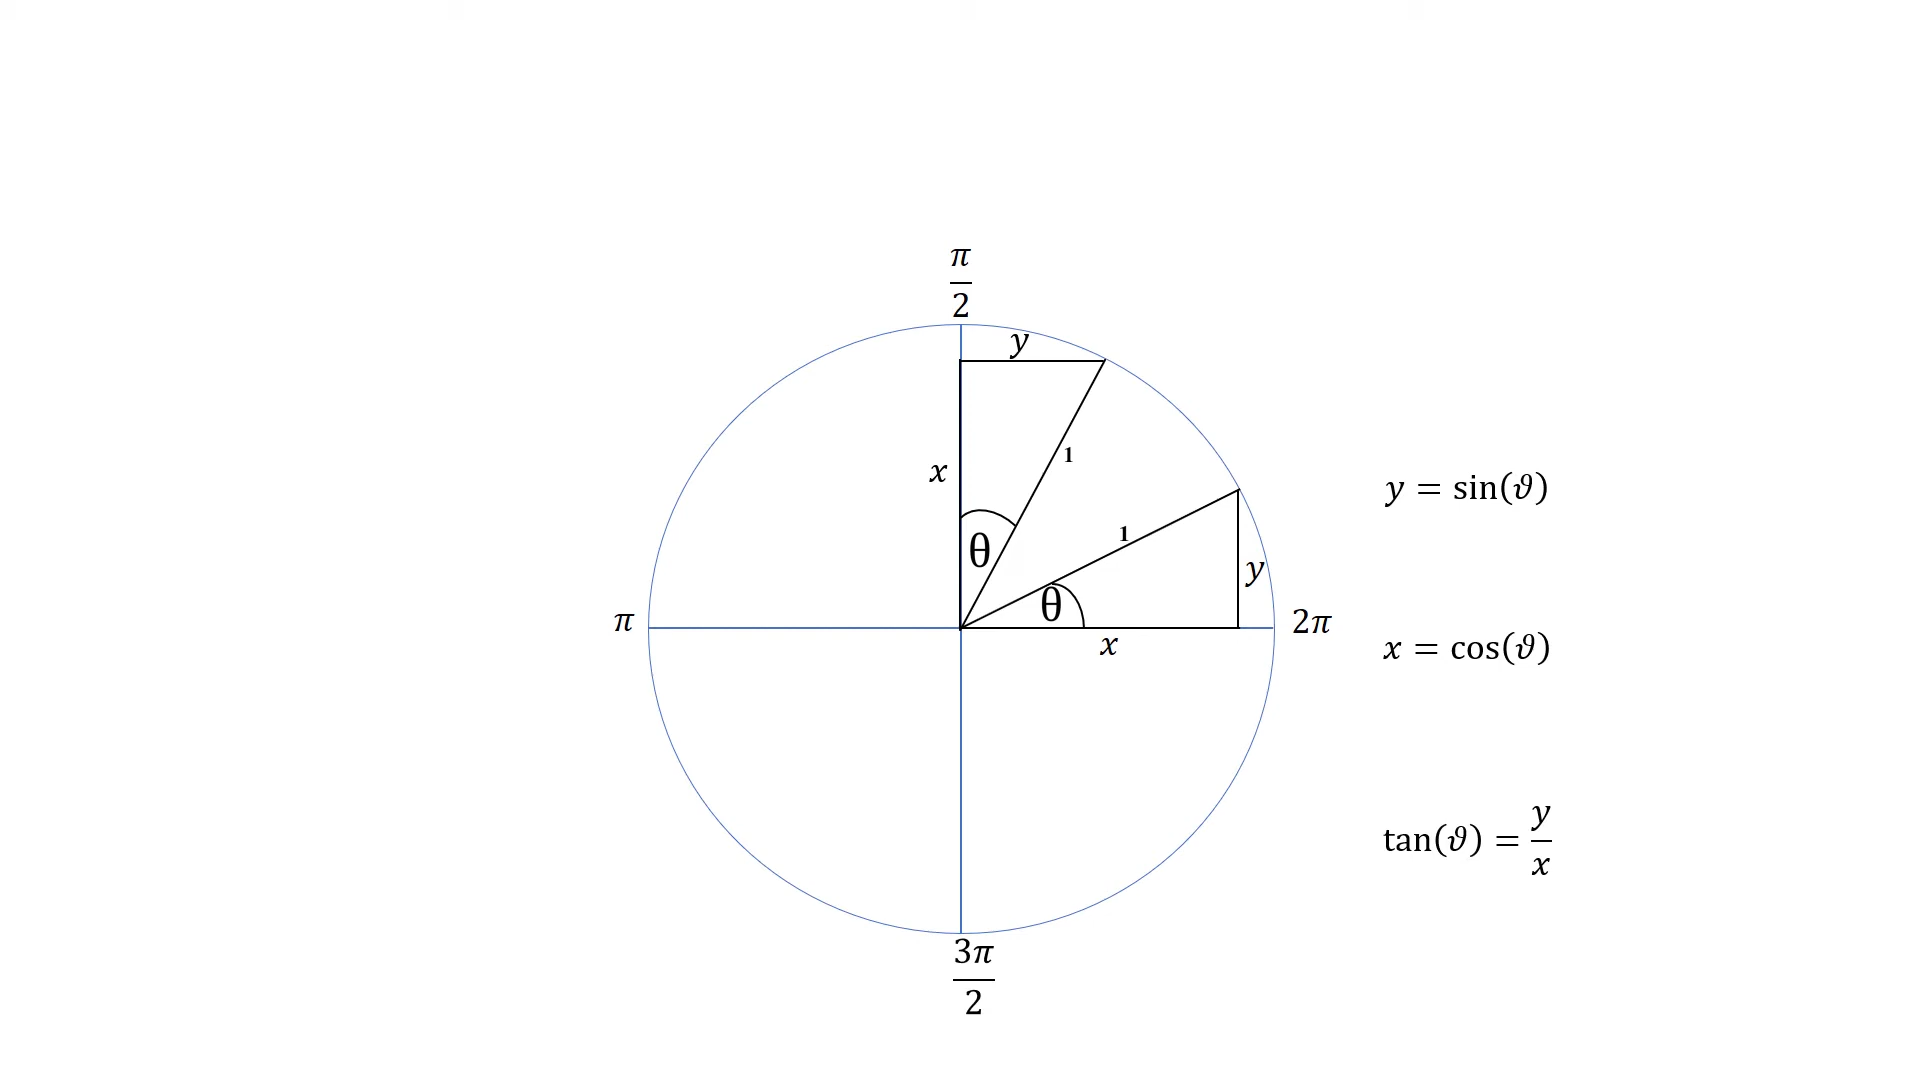 π/2
y
1
x
y = sin(ϑ)
1
θ
y
θ
π
2π
x
x = cos(ϑ)
tan(ϑ) = y/x
3π/2